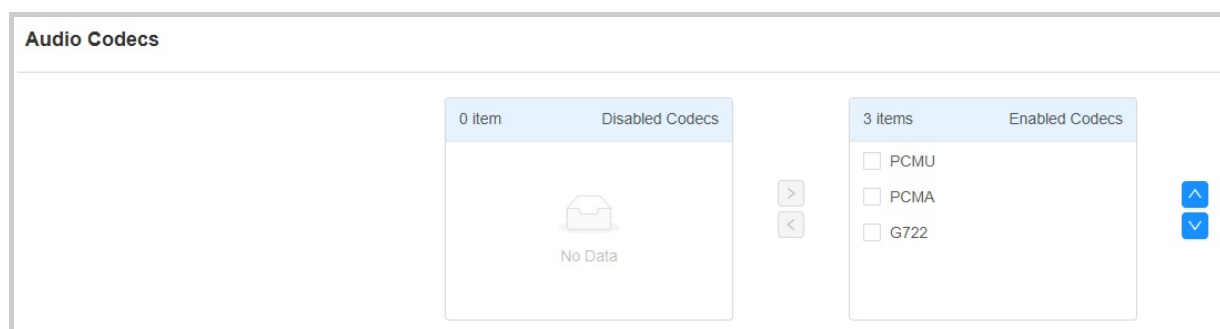 Audio Codecs
0 item Disabled Codecs
3 items Enabled Codecs
PCMU
PCMA
G722
No Data